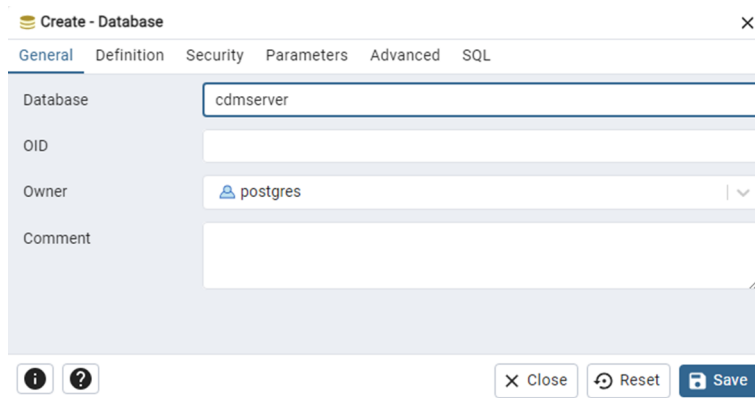 Create - Database
General Definition Security Parameters Advanced SQL
Database cdmserver
OID
Owner postgres
Comment
Close Reset Save